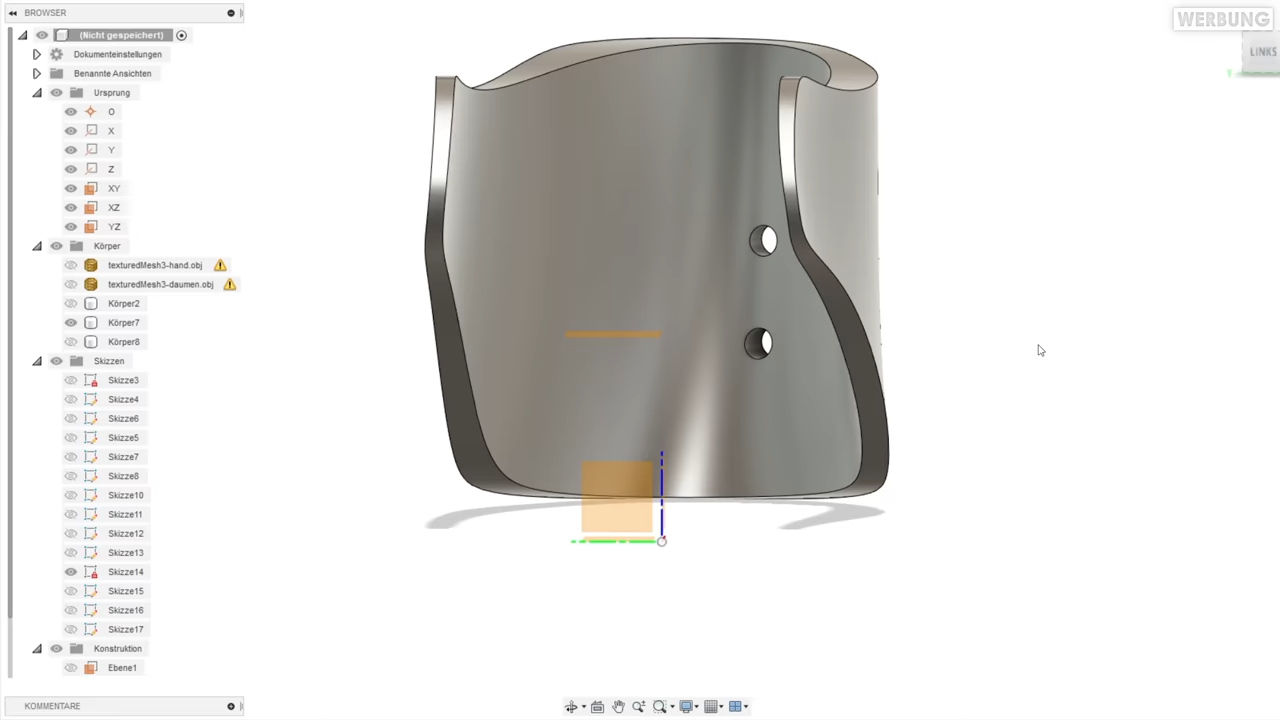 BROWSER
WERBUNG
(Nicht gespeichert)
LINKS
Dokumenteinstellungen
Benannte Ansichten
Ursprung
O
X
Y
Z
XY
XZ
YZ
Körper
texturedMesh3-hand.obj
texturedMesh3-daumen.obj
Körper2
Körper7
Körper8
Skizzen
Skizze3
Skizze4
Skizze6
Skizze5
Skizze7
Skizze8
Skizze10
Skizze11
Skizze12
Skizze13
Skizze14
Skizze15
Skizze16
Skizze17
Konstruktion
Ebene1
KOMMENTARE